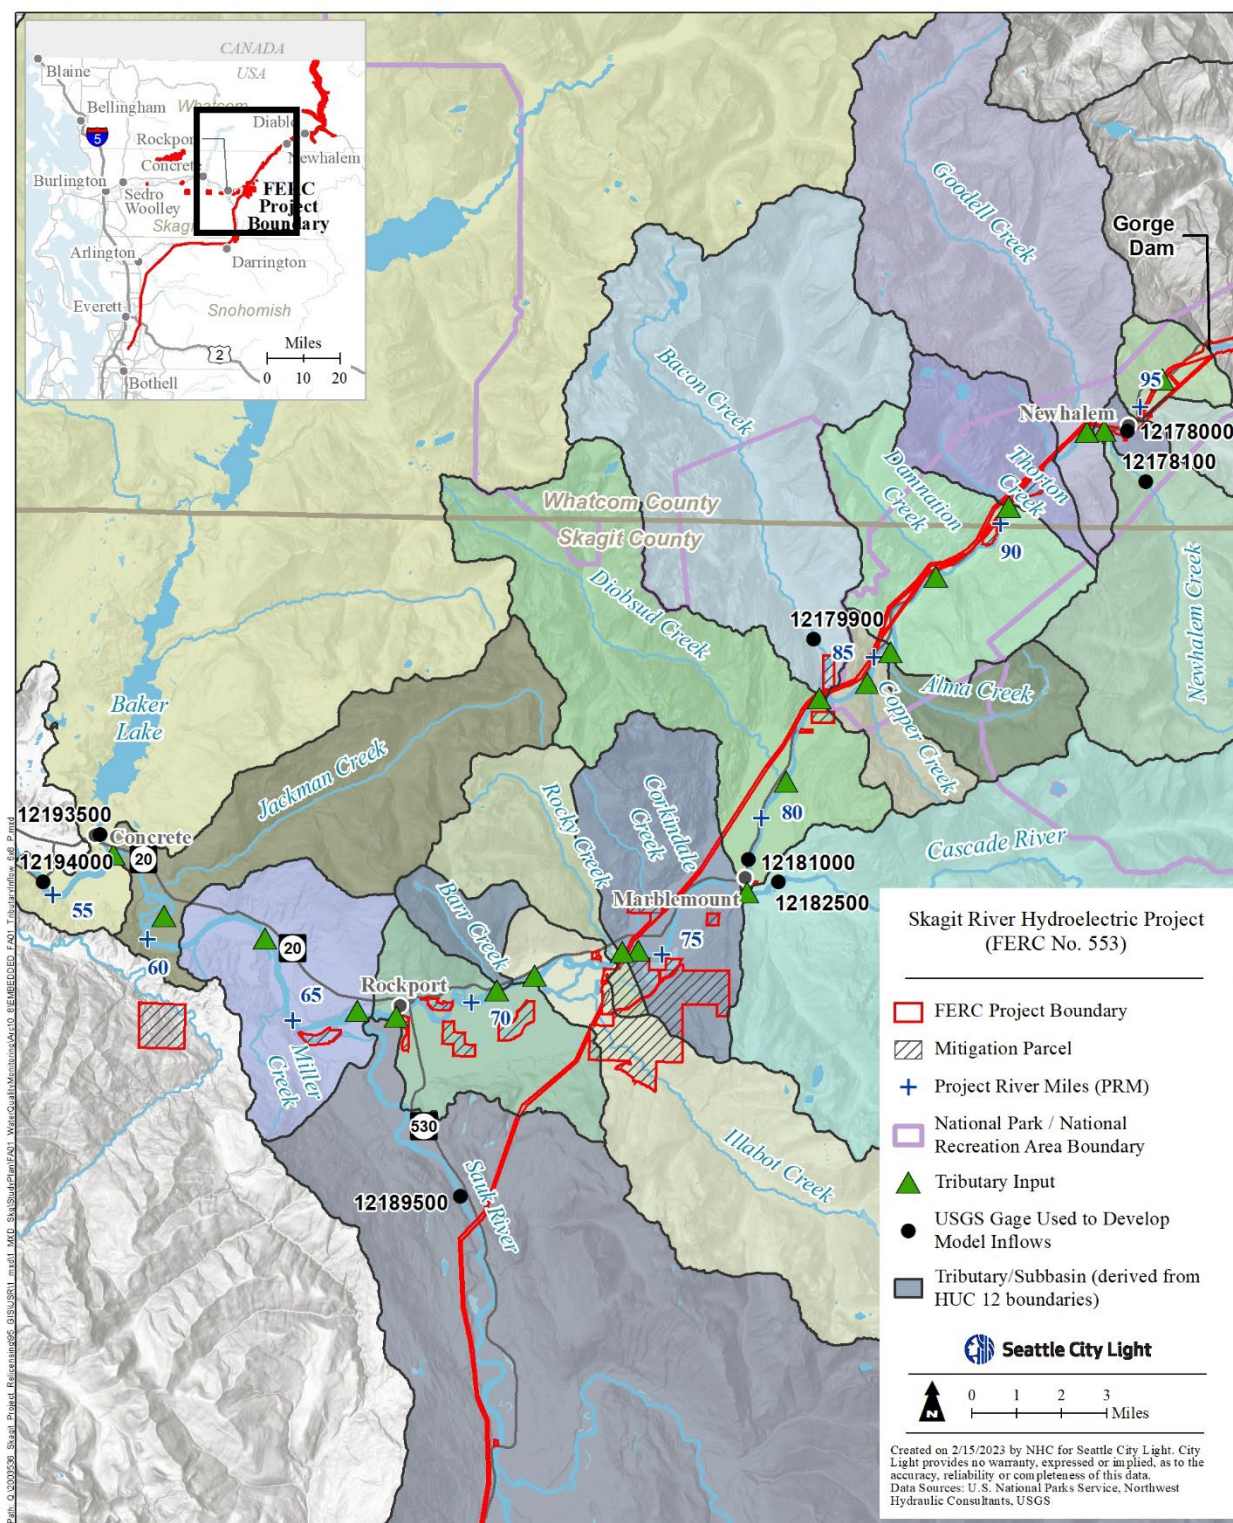 CANADA
USA
Blaine
Bellingham
Whatcom
5
Diablo
Rockport
Newhalem
Concrete
Burlington
Sedro
Woolley
FERC
Project
Boundary
Skagit
Arlington
Darrington
Everett
Snohomish
2
Miles
0 10 20
Bothell
Goodell Creek
Gorge
Dam
Bacon Creek
95
Newhalem
12178000
12178100
Damnation
Creek
Thorton
Creek
Whatcom County
Skagit County
90
Diobsud Creek
Newhalem Creek
12179900
85
Copper Creek
Alma Creek
Baker
Lake
Jackman Creek
Rocky Creek
Corkindale
Creek
80
Cascade River
12193500
Concrete
20
12194000
55
12181000
Marblemount
12182500
Barr Creek
75
60
20
65
Rockport
70
Miller
Creek
530
Illabot Creek
Sauk River
12189500
Skagit River Hydroelectric Project
(FERC No. 553)
FERC Project Boundary
Mitigation Parcel
Project River Miles (PRM)
National Park / National
Recreation Area Boundary
Tributary Input
USGS Gage Used to Develop
Model Inflows
Tributary/Subbasin (derived from
HUC 12 boundaries)
Seattle City Light
N
0 1 2 3
Miles
Created on 2/15/2023 by NHC for Seattle City Light. City
Light provides no warranty, expressed or implied, as to the
accuracy, reliability or completeness of this data.
Data Sources: U.S. National Parks Service, Northwest
Hydraulic Consultants, USGS